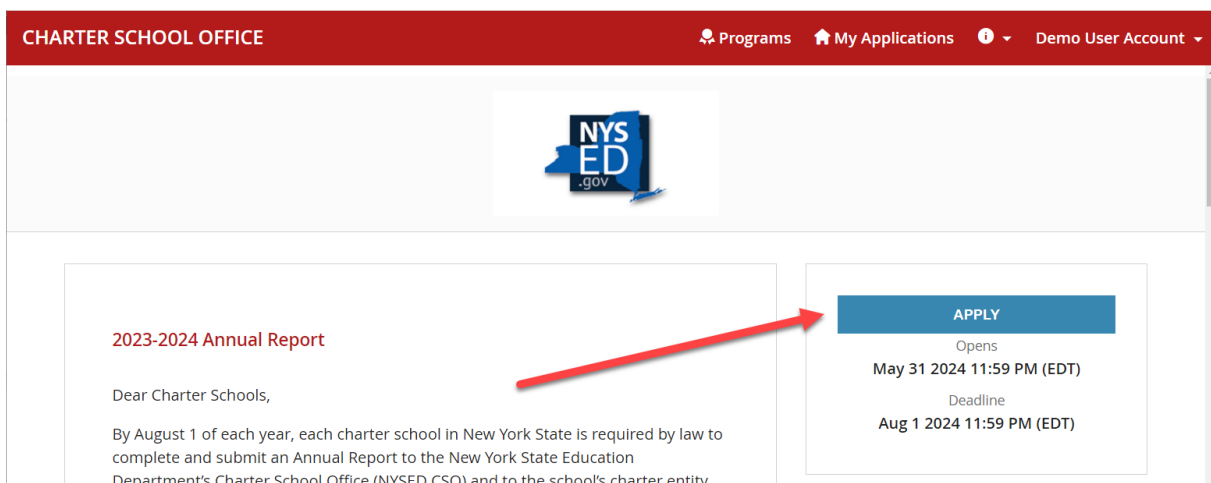 CHARTER SCHOOL OFFICE
Programs
My Applications
Demo User Account
NYS
ED
.gov
2023-2024 Annual Report
Dear Charter Schools,
By August 1 of each year, each charter school in New York State is required by law to
complete and submit an Annual Report to the New York State Education
Department's Charter School Office (NYSED CSO) and to the school's charter entity
APPLY
Opens
May 31 2024 11:59 PM (EDT)
Deadline
Aug 1 2024 11:59 PM (EDT)